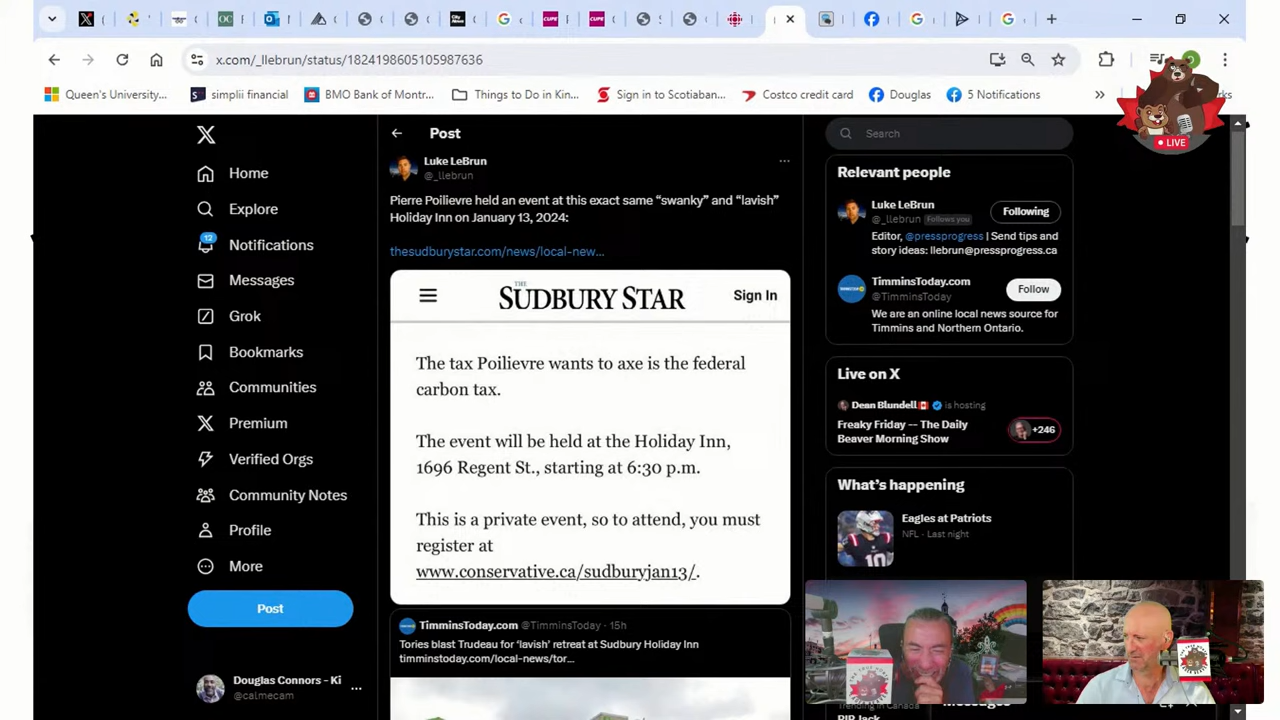 x.com/_llebrun/status/1824198605105987636
Queen's University...
simplii financial
BMO Bank of Montr...
Things to Do in Kin...
Sign in to Scotiaban...
Costco credit card
Douglas
5 Notifications
LIVE
Home
Explore
12
Notifications
Messages
Grok
Bookmarks
Communities
Premium
Verified Orgs
Community Notes
Profile
More
Post
Douglas Connors - Ki
@calmecam
Post
Luke LeBrun
@_llebrun
Pierre Poilievre held an event at this exact same “swanky” and “lavish”
Holiday Inn on January 13, 2024:
thesudburystar.com/news/local-new...
THE
SUDBURY STAR
Sign In
The tax Poilievre wants to axe is the federal
carbon tax.
The event will be held at the Holiday Inn,
1696 Regent St., starting at 6:30 p.m.
This is a private event, so to attend, you must
register at
www.conservative.ca/sudburyjan13/.
TimminsToday.com @TimminsToday · 15h
Tories blast Trudeau for ‘lavish’ retreat at Sudbury Holiday Inn
timminstoday.com/local-news/tor...
Search
Relevant people
Luke LeBrun
@_llebrun Follows you
Following
Editor, @pressprogress | Send tips and
story ideas: llebrun@pressprogress.ca
TimminsToday.com
@TimminsToday
Follow
We are an online local news source for
Timmins and Northern Ontario.
Live on X
Dean Blundell is hosting
Freaky Friday -- The Daily
Beaver Morning Show
+246
What’s happening
Eagles at Patriots
NFL · Last night